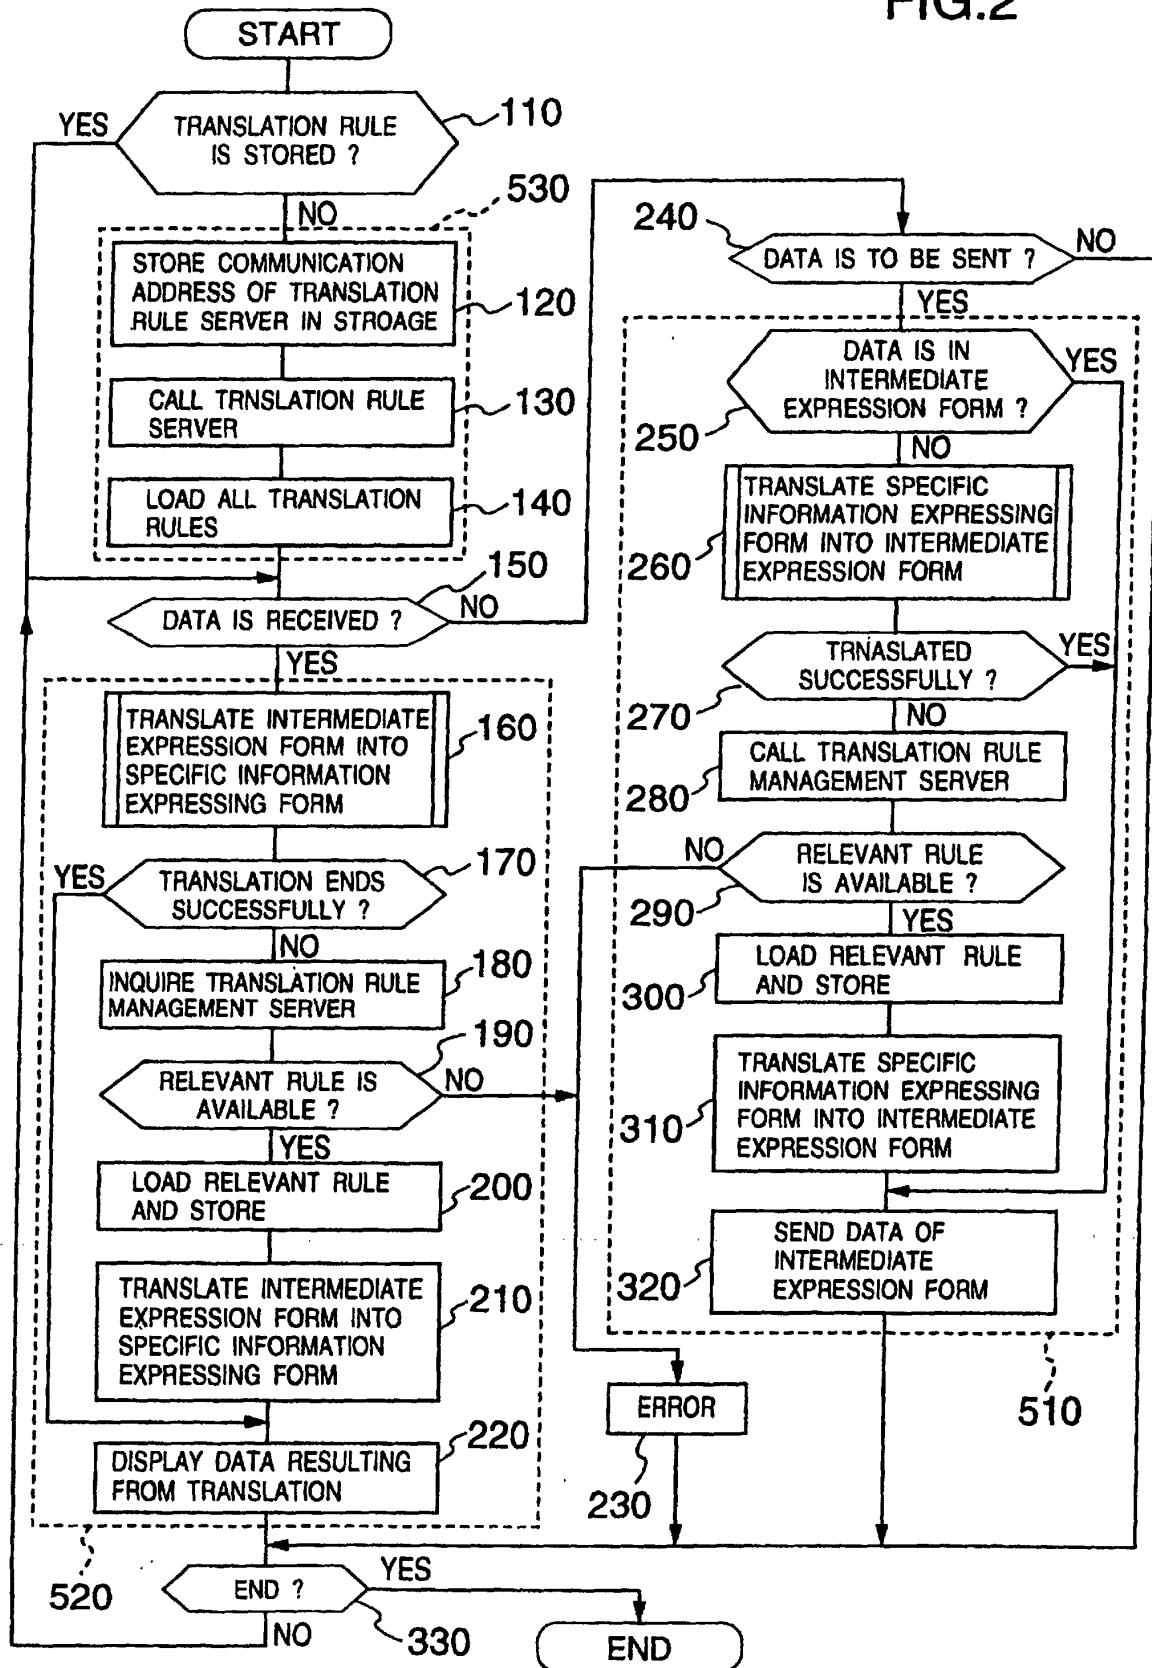 FIG.2
START
TRANSLATION RULE
IS STORED ?
110
YES
NO
530
STORE COMMUNICATION
ADDRESS OF TRANSLATION
RULE SERVER IN STROAGE
120
CALL TRNSLATION RULE
SERVER
130
LOAD ALL TRANSLATION
RULES
140
150
DATA IS RECEIVED ?
NO
YES
TRANSLATE INTERMEDIATE
EXPRESSION FORM INTO
SPECIFIC INFORMATION
EXPRESSING FORM
160
170
YES
TRANSLATION ENDS
SUCCESSFULLY ?
NO
INQUIRE TRANSLATION RULE
MANAGEMENT SERVER
180
190
RELEVANT RULE IS
AVAILABLE ?
NO
YES
LOAD RELEVANT RULE
AND STORE
200
TRANSLATE INTERMEDIATE
EXPRESSION FORM INTO
SPECIFIC INFORMATION
EXPRESSING FORM
210
220
DISPLAY DATA RESULTING
FROM TRANSLATION
520
END ?
YES
NO
330
END
240
DATA IS TO BE SENT ?
NO
YES
DATA IS IN
INTERMEDIATE
EXPRESSION FORM ?
YES
250
NO
TRANSLATE SPECIFIC
INFORMATION EXPRESSING
FORM INTO INTERMEDIATE
EXPRESSION FORM
260
TRNASLATED
SUCCESSFULLY ?
YES
270
NO
CALL TRANSLATION RULE
MANAGEMENT SERVER
280
NO
RELEVANT RULE
IS AVAILABLE ?
290
YES
LOAD RELEVANT RULE
AND STORE
300
TRANSLATE SPECIFIC
INFORMATION EXPRESSING
FORM INTO INTERMEDIATE
EXPRESSION FORM
310
SEND DATA OF
INTERMEDIATE
EXPRESSION FORM
320
510
ERROR
230